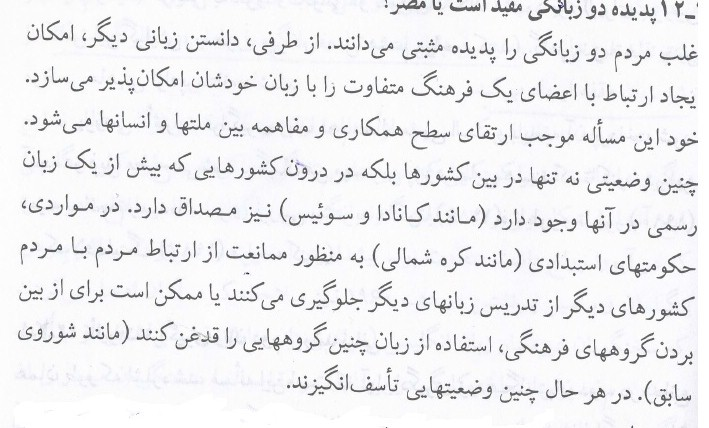 ـ۱۲ پدیده دو زبانگی مفید است یا مضر؟
غلب مردم دو زبانگی را پدیده مثبتی می‌دانند. از طرفی، دانستن زبانی دیگر، امکان
یجاد ارتباط با اعضای یک فرهنگ متفاوت را با زبان خودشان امکان‌پذیر می‌سازد.
خود این مسأله موجب ارتقای سطح همکاری و مفاهمه بین ملتها و انسانها می‌شود.
چنین وضعیتی نه تنها در بین کشورها بلکه در درون کشورهایی که بیش از یک زبان
رسمی در آنها وجود دارد (مانند کانادا و سوئیس) نیز مصداق دارد. در مواردی،
حکومتهای استبدادی (مانند کره شمالی) به منظور ممانعت از ارتباط مردم با مردم
کشورهای دیگر از تدریس زبانهای دیگر جلوگیری می‌کنند یا ممکن است برای از بین
بردن گروههای فرهنگی، استفاده از زبان چنین گروههایی را قدغن کنند (مانند شوروی
سابق). در هر حال چنین وضعیتهایی تأسف‌انگیزند.